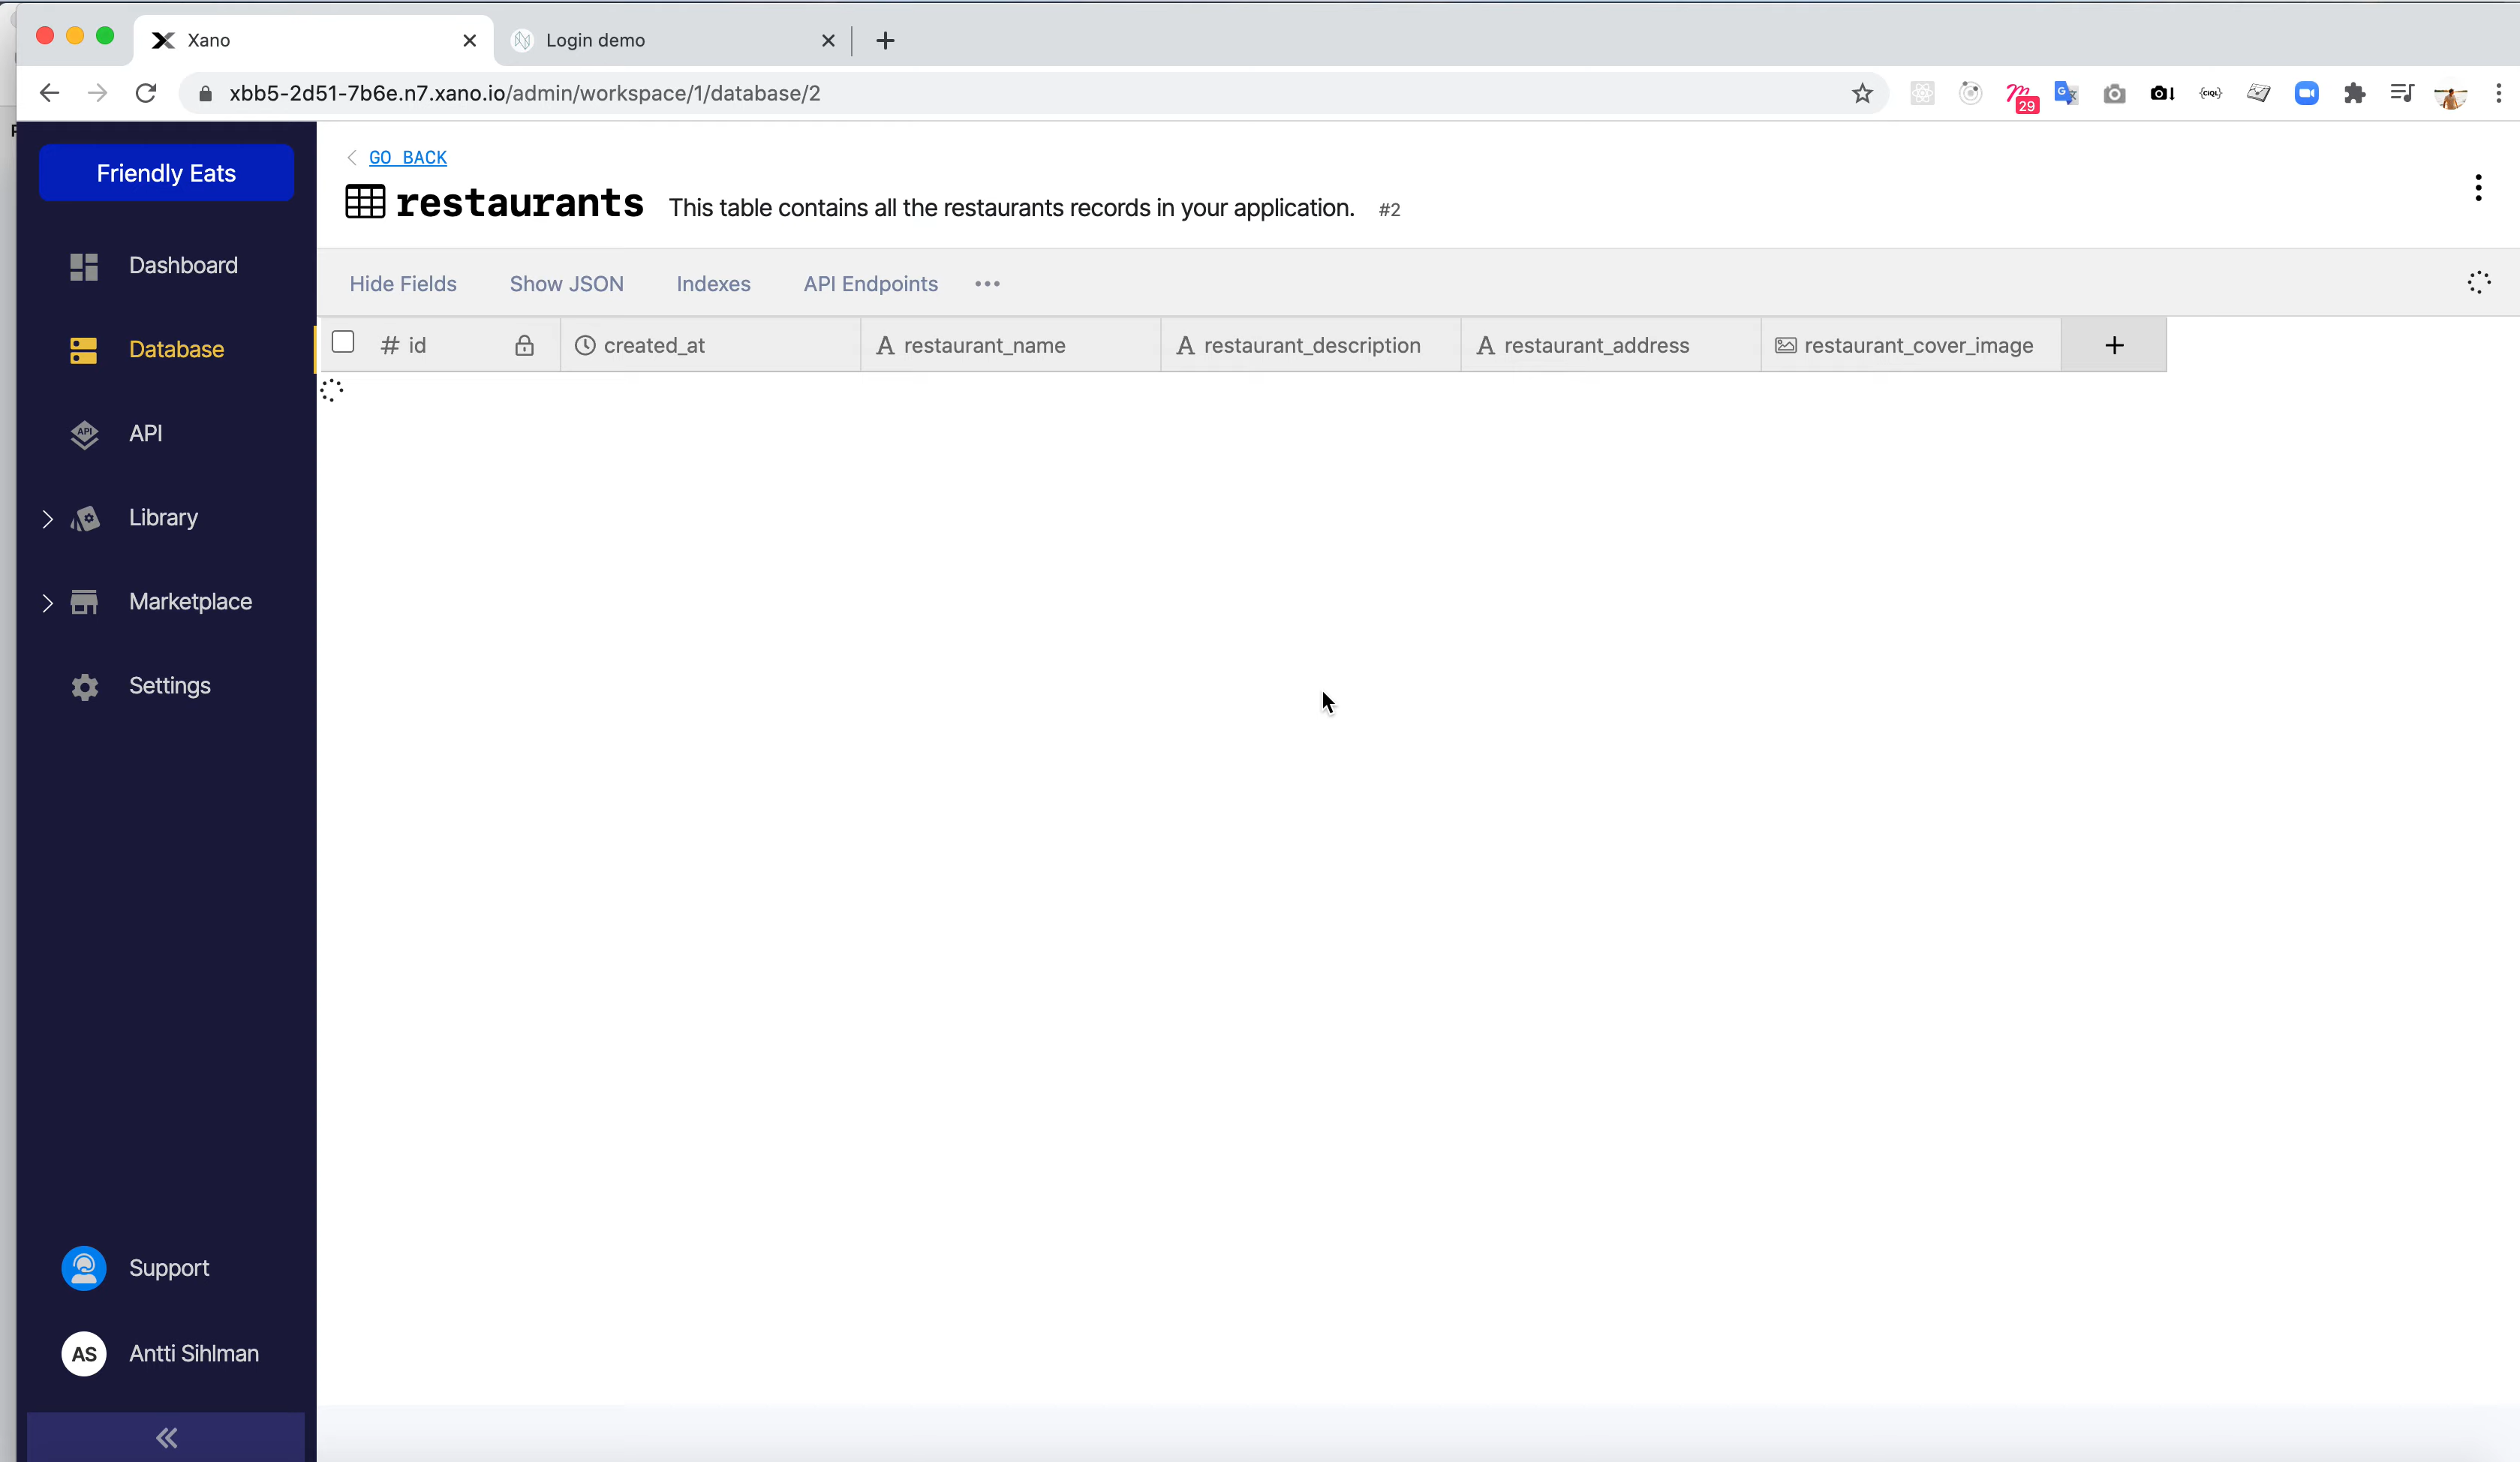 Xano
Login demo
xbb5-2d51-7b6e.n7.xano.io/admin/workspace/1/database/2
29
{CIQL}
Friendly Eats
Dashboard
Database
API
API
Library
Marketplace
Settings
Support
AS Antti Sihlman
GO BACK
restaurants This table contains all the restaurants records in your application. #2
Hide Fields Show JSON Indexes API Endpoints
# id created_at restaurant_name restaurant_description restaurant_address restaurant_cover_image